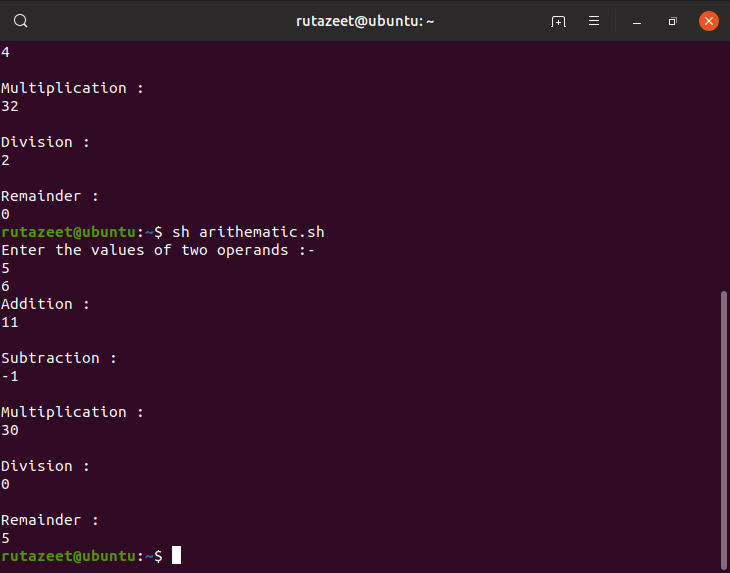 rutazeet@ubuntu: ~
4
Multiplication :
32
Division :
2
Remainder :
0
rutazeet@ubuntu:~$ sh arithematic.sh
Enter the values of two operands :-
5
6
Addition :
11
Subtraction :
-1
Multiplication :
30
Division :
0
Remainder :
5
rutazeet@ubuntu:~$